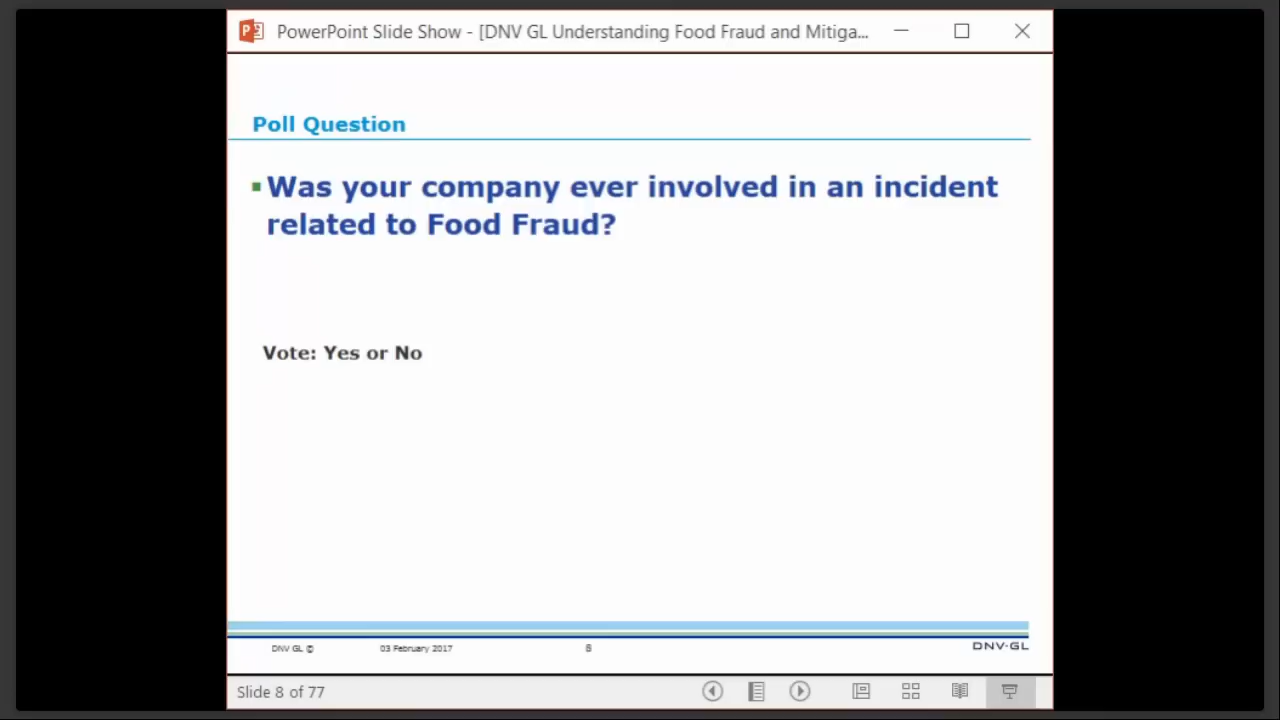 PowerPoint Slide Show - [DNV GL Understanding Food Fraud and Mitiga...
Poll Question
Was your company ever involved in an incident
related to Food Fraud?
Vote: Yes or No
DNV GL © 03 February 2017 8 DNV·GL
Slide 8 of 77